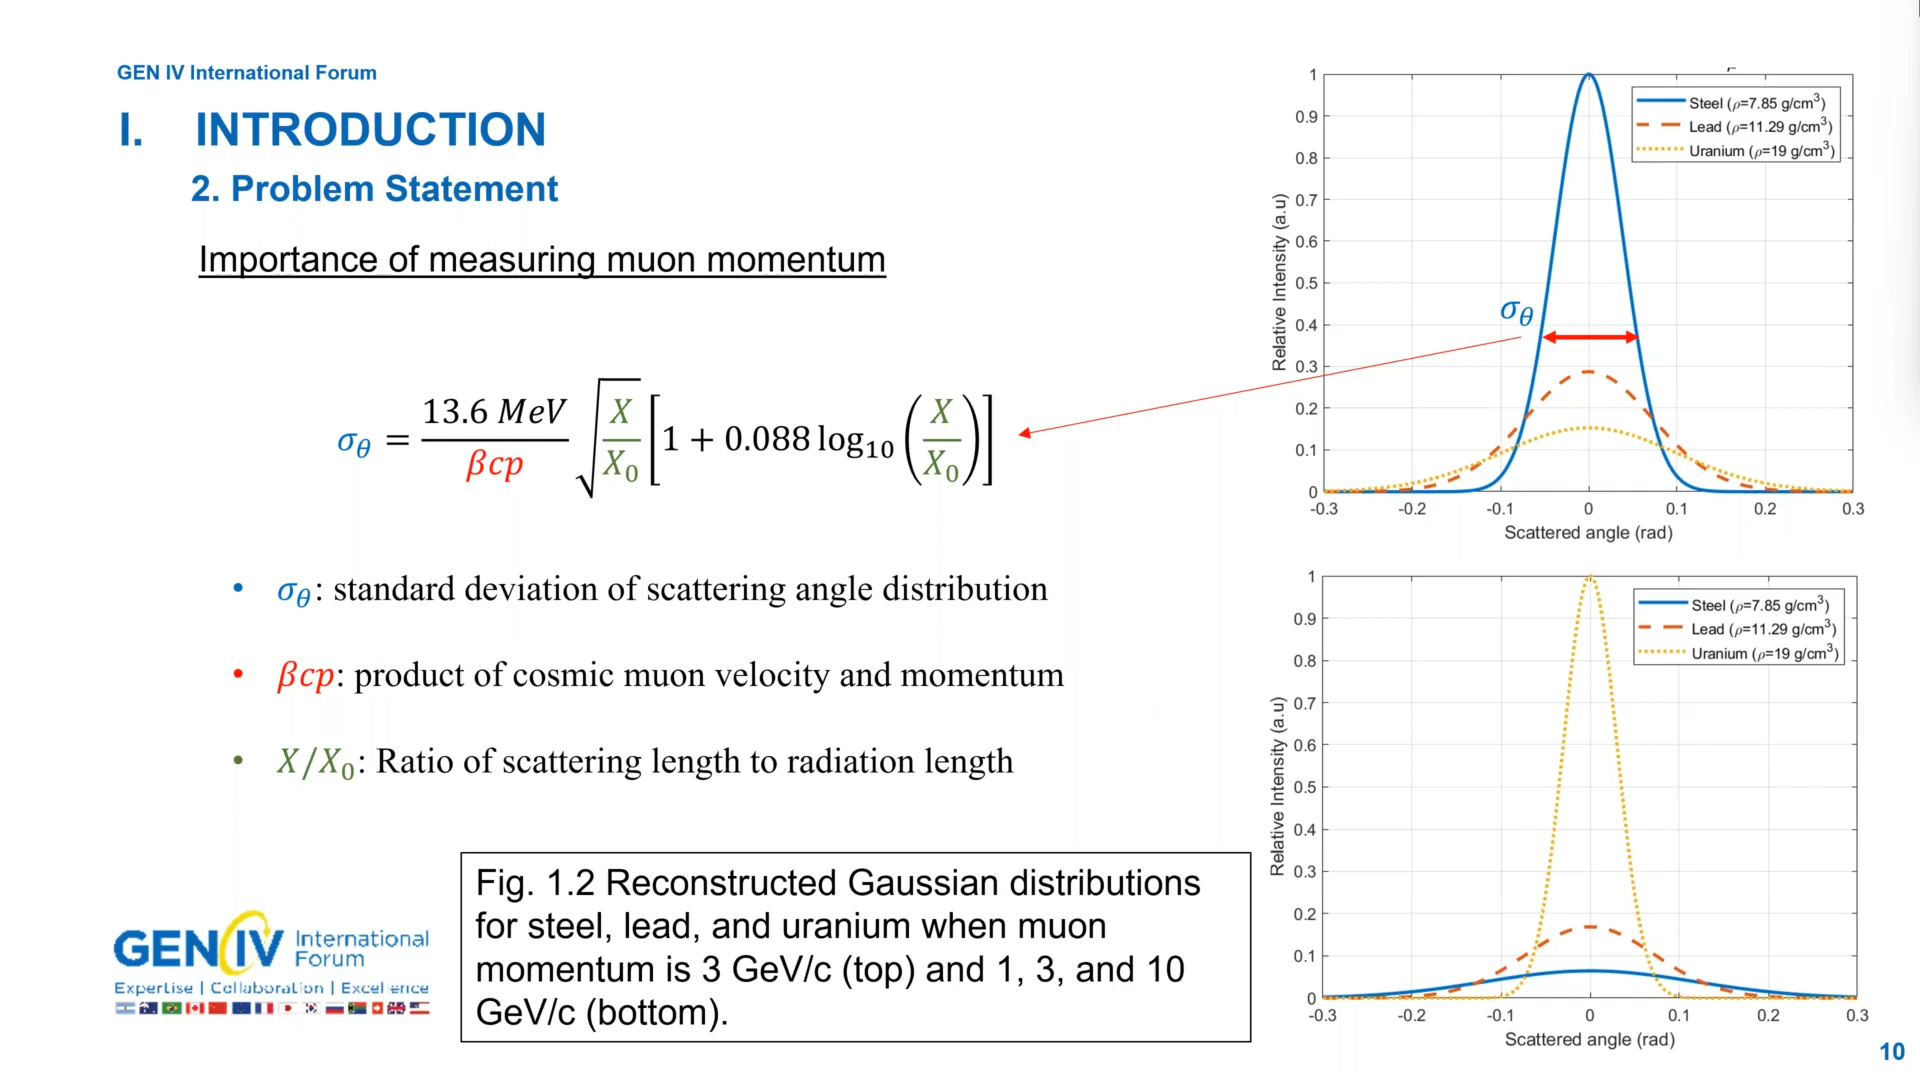 GEN IV International Forum
I. INTRODUCTION
2. Problem Statement
Importance of measuring muon momentum
σθ = 13.6 MeV / βcp √(X/X₀) [1 + 0.088 log₁₀ (X/X₀)]
• σθ: standard deviation of scattering angle distribution
• βcp: product of cosmic muon velocity and momentum
• X/X₀: Ratio of scattering length to radiation length
Fig. 1.2 Reconstructed Gaussian distributions
for steel, lead, and uranium when muon
momentum is 3 GeV/c (top) and 1, 3, and 10
GeV/c (bottom).
GEN IV International
Forum
Expertise | Collaboration | Excellence
Steel (ρ=7.85 g/cm³)
Lead (ρ=11.29 g/cm³)
Uranium (ρ=19 g/cm³)
σθ
Relative Intensity (a.u)
1
0.9
0.8
0.7
0.6
0.5
0.4
0.3
0.2
0.1
0
-0.3 -0.2 -0.1 0 0.1 0.2 0.3
Scattered angle (rad)
Steel (ρ=7.85 g/cm³)
Lead (ρ=11.29 g/cm³)
Uranium (ρ=19 g/cm³)
Relative Intensity (a.u)
1
0.9
0.8
0.7
0.6
0.5
0.4
0.3
0.2
0.1
0
-0.3 -0.2 -0.1 0 0.1 0.2 0.3
Scattered angle (rad)
10